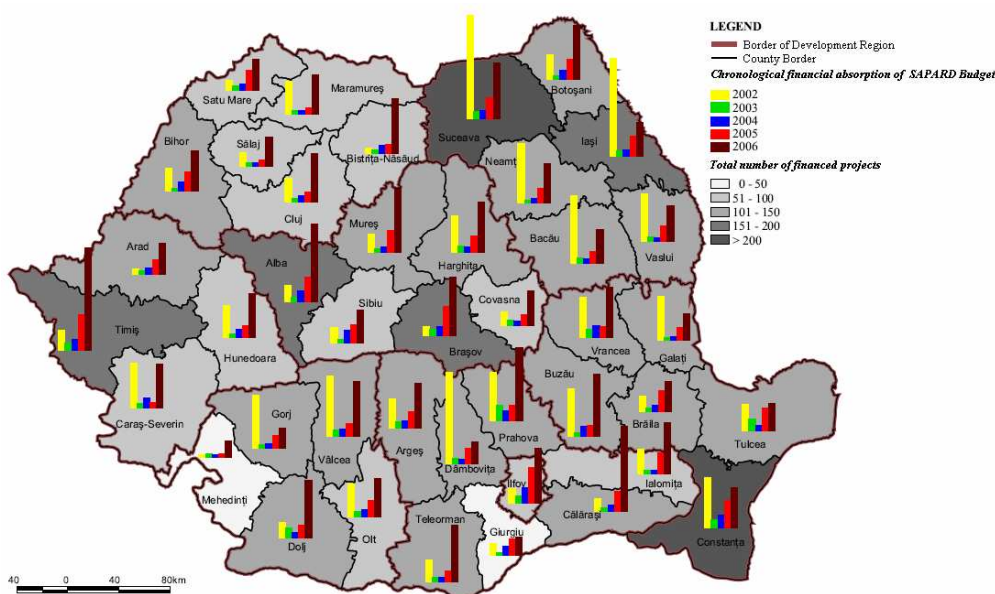 LEGEND
Border of Development Region
County Border
Chronological financial absorption of SAPARD Budget
2002
2003
2004
2005
2006
Total number of financed projects
0 - 50
51 - 100
101 - 150
151 - 200
> 200
Satu Mare
Maramureş
Botoşani
Suceava
Iaşi
Bihor
Sălaj
Bistriţa-Năsăud
Neamţ
Cluj
Mureş
Harghita
Bacău
Vaslui
Arad
Alba
Sibiu
Covasna
Timiş
Hunedoara
Braşov
Vrancea
Galaţi
Caraş-Severin
Gorj
Vâlcea
Argeş
Dâmboviţa
Prahova
Buzău
Brăila
Tulcea
Mehedinţi
Ilfov
Ialomiţa
Călăraşi
Constanţa
Dolj
Olt
Teleorman
Giurgiu
40 0 40 80km